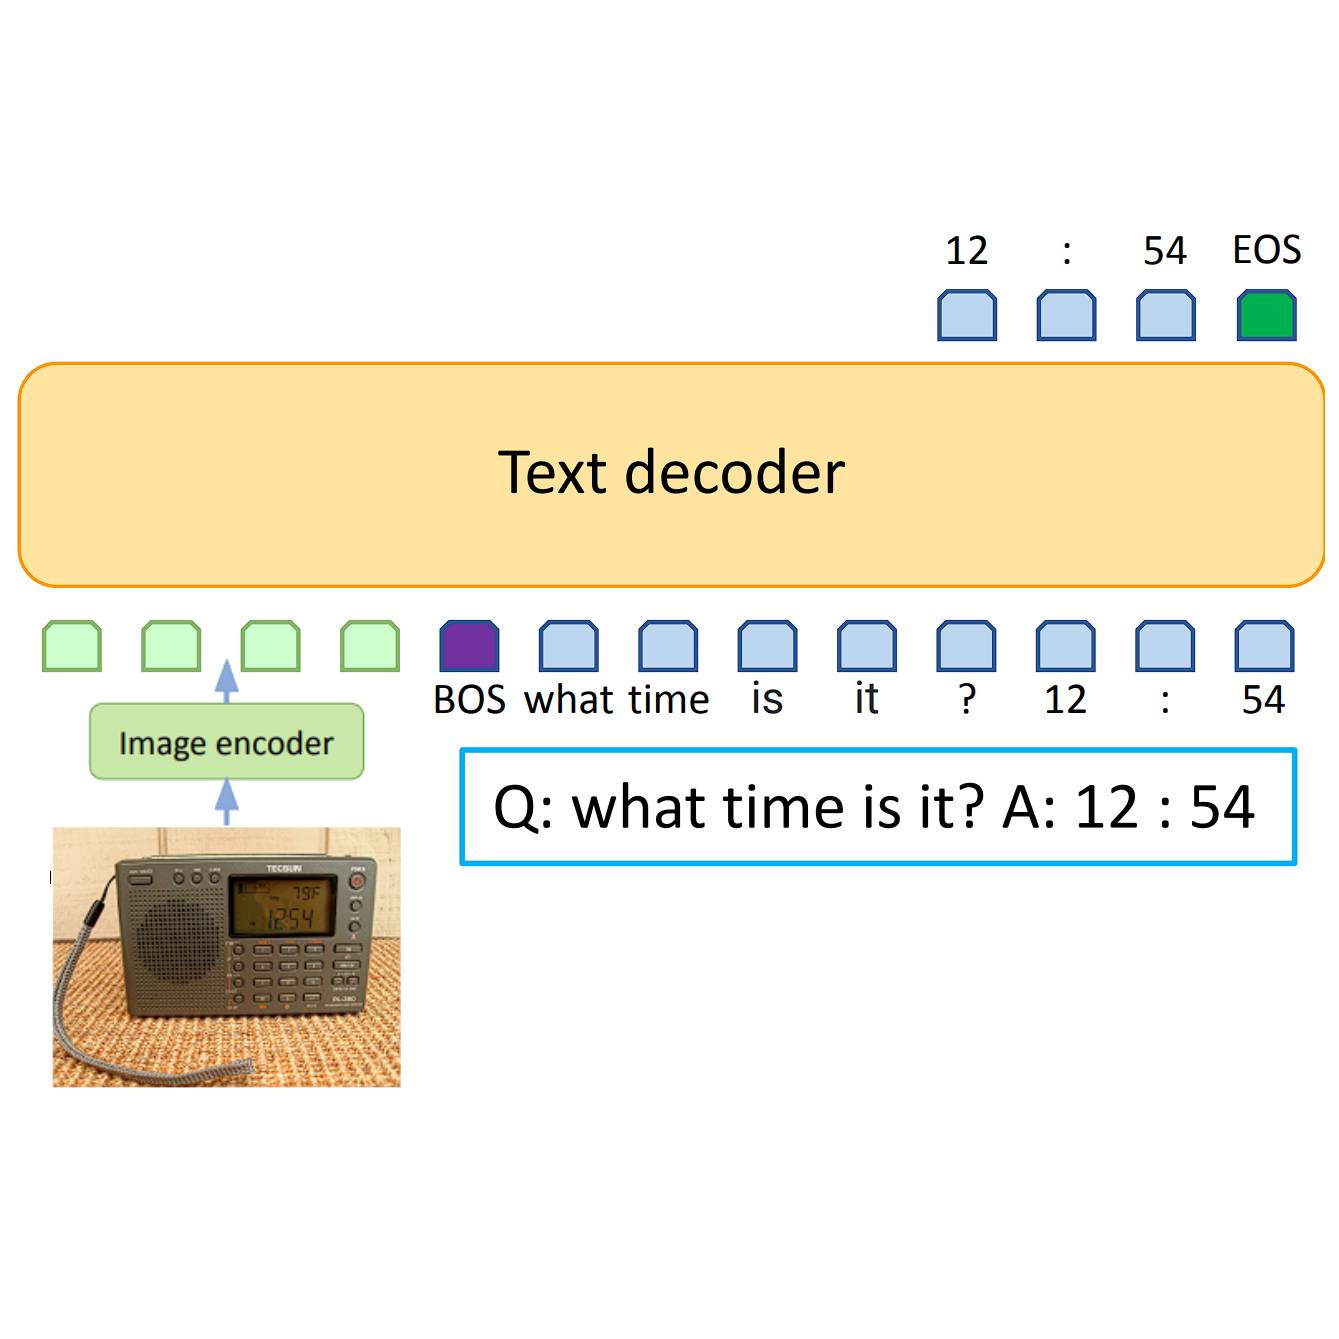 12 : 54 EOS
Text decoder
BOS what time is it ? 12 : 54
Image encoder
Q: what time is it? A: 12 : 54
TECSUN
79°F
12:54
PL-380